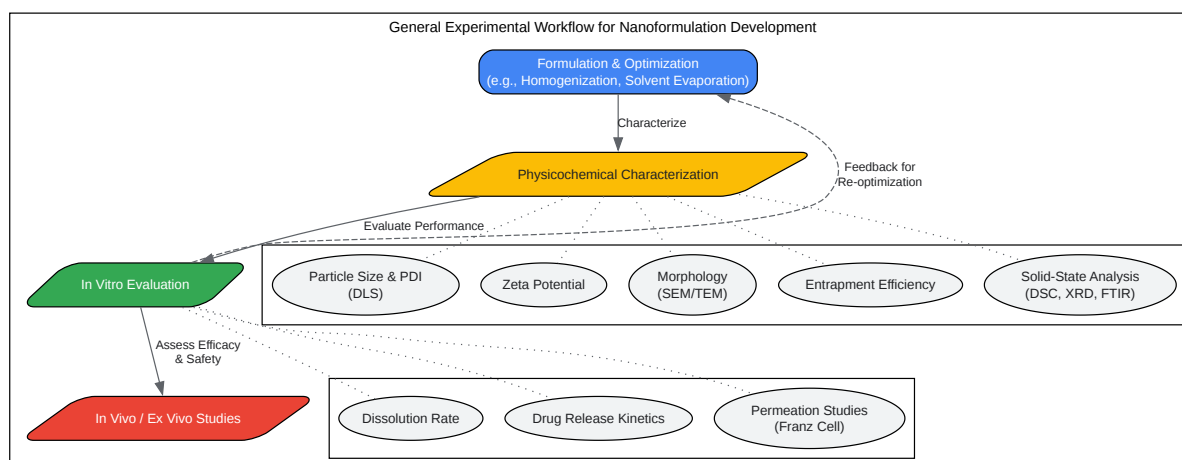 General Experimental Workflow for Nanoformulation Development
Formulation & Optimization
(e.g., Homogenization, Solvent Evaporation)
Characterize
Physicochemical Characterization
Feedback for
Re-optimization
Evaluate Performance
In Vitro Evaluation
Particle Size & PDI
(DLS)
Zeta Potential
Morphology
(SEM/TEM)
Entrapment Efficiency
Solid-State Analysis
(DSC, XRD, FTIR)
Assess Efficacy
& Safety
In Vivo / Ex Vivo Studies
Dissolution Rate
Drug Release Kinetics
Permeation Studies
(Franz Cell)